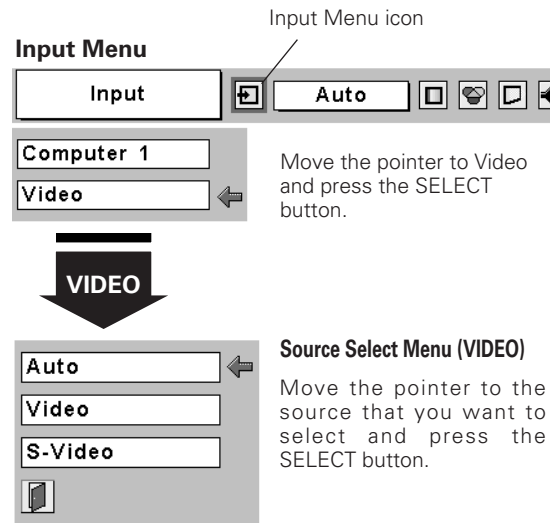 Input Menu icon
Input Menu
Input
Auto
Computer 1
Video
Move the pointer to Video
and press the SELECT
button.
VIDEO
Auto
Video
S-Video
Source Select Menu (VIDEO)
Move the pointer to the
source that you want to
select and press the
SELECT button.